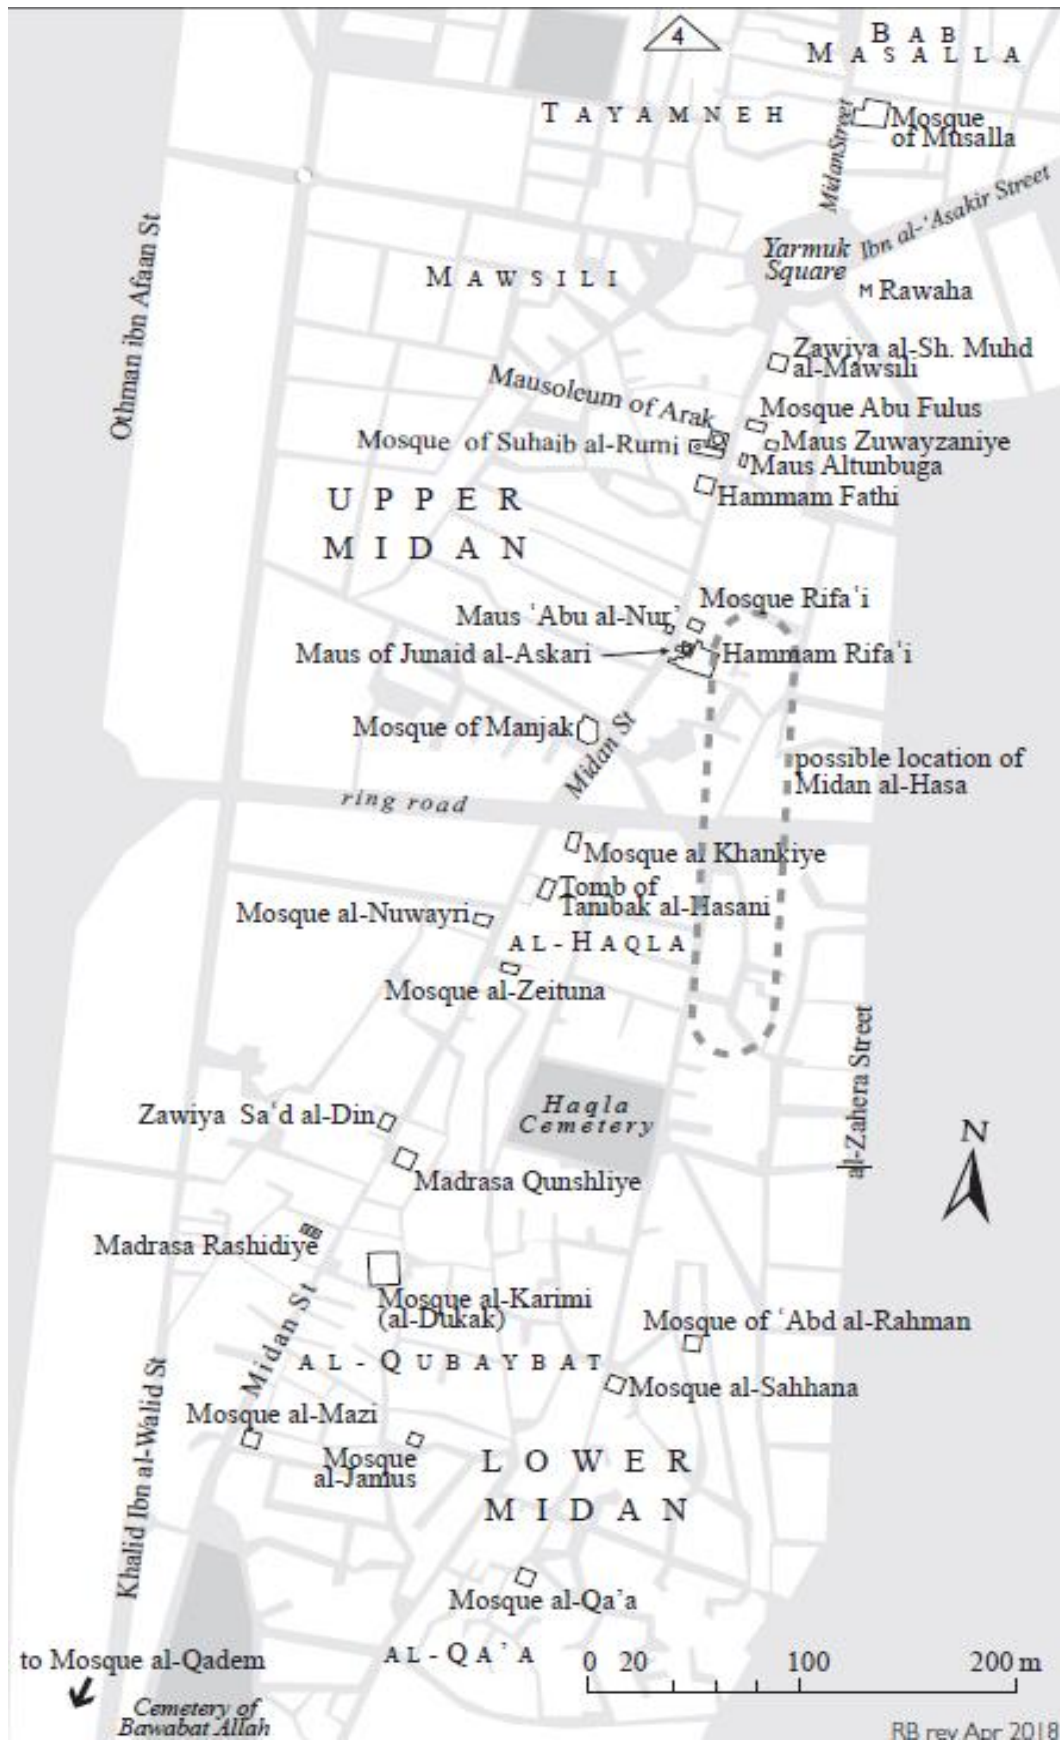 4
BAB
MASALLA
TAYAMNEH
Mosque
of Musalla
MidanStreet
Ibn al-‘Asakir Street
Yarmuk
Square
M Rawaha
Othman ibn Afaan St
MAWSILI
Zawiya al-Sh. Muhd
al-Mawsili
Mausoleum of Arak
Mosque Abu Fulus
Mosque of Suhaib al-Rumi
Maus Zuwayzaniye
Maus Altunbuga
Hammam Fathi
UPPER
MIDAN
Mosque Rifa‘i
Maus ‘Abu al-Nur’
Maus of Junaid al-Askari
Hammam Rifa‘i
Mosque of Manjak
Midan St
possible location of
Midan al-Hasa
ring road
Mosque al Khankiye
Tomb of
Tanibak al-Hasani
Mosque al-Nuwayri
AL-HAQLA
Mosque al-Zeituna
al-Zahera Street
Haqla
Cemetery
Zawiya Sa‘d al-Din
N
Madrasa Qunshliye
Madrasa Rashidiye
Mosque al-Karimi
(al-Dukak)
Mosque of ‘Abd al-Rahman
Midan St
AL-QUBAYBAT
Mosque al-Sahhana
Khalid Ibn al-Walid St
Mosque al-Mazi
Mosque
al-Jamus
LOWER
MIDAN
Mosque al-Qa’a
AL-QA’A
to Mosque al-Qadem
0 20 100 200 m
Cemetery of
Bawabat Allah
RB rev Apr 2018